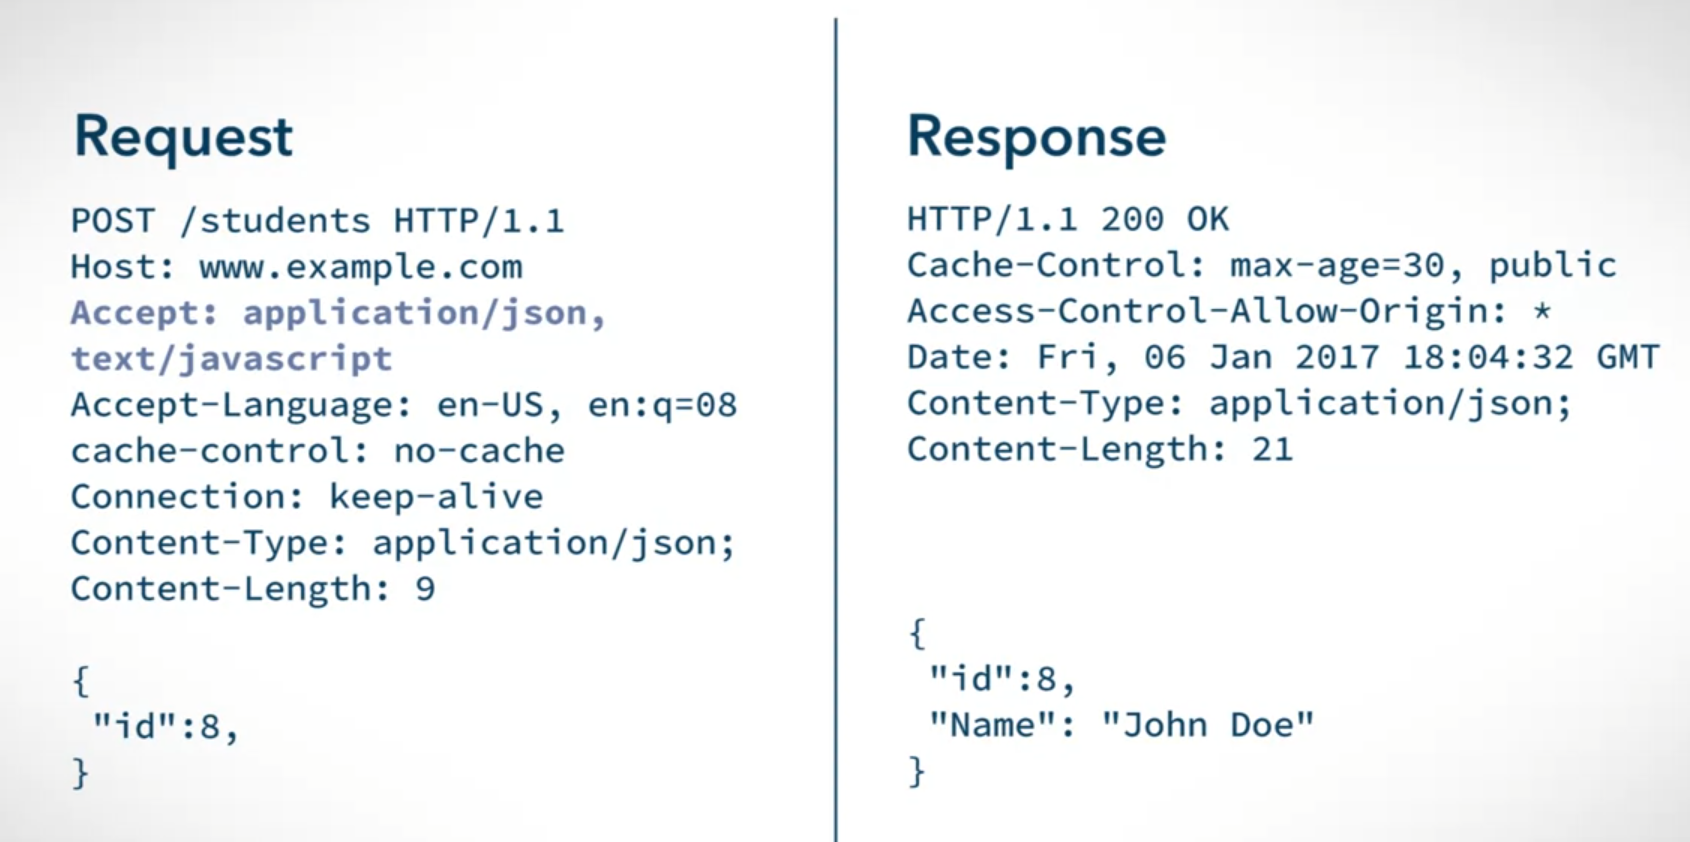 Request
POST /students HTTP/1.1
Host: www.example.com
Accept: application/json,
text/javascript
Accept-Language: en-US, en:q=08
cache-control: no-cache
Connection: keep-alive
Content-Type: application/json;
Content-Length: 9
{
"id":8,
}
Response
HTTP/1.1 200 OK
Cache-Control: max-age=30, public
Access-Control-Allow-Origin: *
Date: Fri, 06 Jan 2017 18:04:32 GMT
Content-Type: application/json;
Content-Length: 21
{
"id":8,
"Name": "John Doe"
}